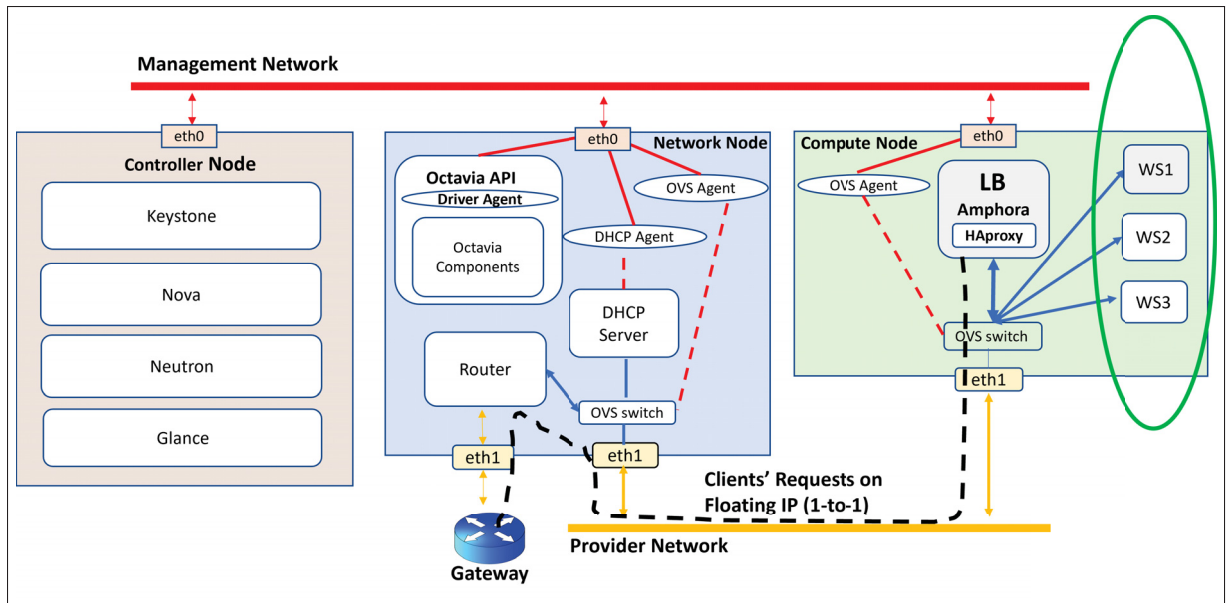 Management Network
eth0
Controller Node
Keystone
Nova
Neutron
Glance
eth0
Network Node
Octavia API
Driver Agent
Octavia
Components
OVS Agent
DHCP Agent
DHCP
Server
Router
OVS switch
eth1
eth1
Gateway
eth0
Compute Node
OVS Agent
LB
Amphora
HAproxy
WS1
WS2
WS3
OVS switch
eth1
Clients' Requests on
Floating IP (1-to-1)
Provider Network